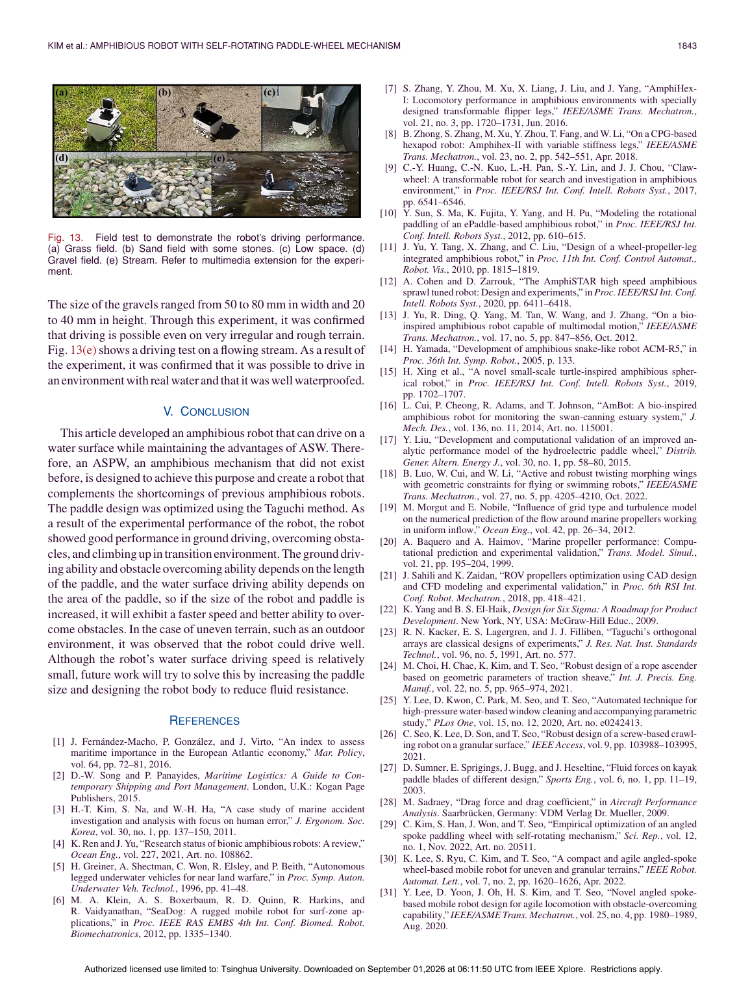 KIM et al.: AMPHIBIOUS ROBOT WITH SELF-ROTATING PADDLE-WHEEL MECHANISM
1843
(a)
(b)
(c)
(d)
(e)
Fig. 13. Field test to demonstrate the robot's driving performance.
(a) Grass field. (b) Sand field with some stones. (c) Low space. (d)
Gravel field. (e) Stream. Refer to multimedia extension for the experi-
ment.
The size of the gravels ranged from 50 to 80 mm in width and 20
to 40 mm in height. Through this experiment, it was confirmed
that driving is possible even on very irregular and rough terrain.
Fig. 13(e) shows a driving test on a flowing stream. As a result of
the experiment, it was confirmed that it was possible to drive in
an environment with real water and that it was well waterproofed.
V. CONCLUSION
This article developed an amphibious robot that can drive on a
water surface while maintaining the advantages of ASW. There-
fore, an ASPW, an amphibious mechanism that did not exist
before, is designed to achieve this purpose and create a robot that
complements the shortcomings of previous amphibious robots.
The paddle design was optimized using the Taguchi method. As
a result of the experimental performance of the robot, the robot
showed good performance in ground driving, overcoming obsta-
cles, and climbing up in transition environment. The ground driv-
ing ability and obstacle overcoming ability depends on the length
of the paddle, and the water surface driving ability depends on
the area of the paddle, so if the size of the robot and paddle is
increased, it will exhibit a faster speed and better ability to over-
come obstacles. In the case of uneven terrain, such as an outdoor
environment, it was observed that the robot could drive well.
Although the robot's water surface driving speed is relatively
small, future work will try to solve this by increasing the paddle
size and designing the robot body to reduce fluid resistance.
REFERENCES
[1] J. Fernández-Macho, P. González, and J. Virto, “An index to assess
maritime importance in the European Atlantic economy,” Mar. Policy,
vol. 64, pp. 72–81, 2016.
[2] D.-W. Song and P. Panayides, Maritime Logistics: A Guide to Con-
temporary Shipping and Port Management. London, U.K.: Kogan Page
Publishers, 2015.
[3] H.-T. Kim, S. Na, and W.-H. Ha, “A case study of marine accident
investigation and analysis with focus on human error,” J. Ergonom. Soc.
Korea, vol. 30, no. 1, pp. 137–150, 2011.
[4] K. Ren and J. Yu, “Research status of bionic amphibious robots: A review,”
Ocean Eng., vol. 227, 2021, Art. no. 108862.
[5] H. Greiner, A. Shectman, C. Won, R. Elsley, and P. Beith, “Autonomous
legged underwater vehicles for near land warfare,” in Proc. Symp. Auton.
Underwater Veh. Technol., 1996, pp. 41–48.
[6] M. A. Klein, A. S. Boxerbaum, R. D. Quinn, R. Harkins, and
R. Vaidyanathan, “SeaDog: A rugged mobile robot for surf-zone ap-
plications,” in Proc. IEEE RAS EMBS 4th Int. Conf. Biomed. Robot.
Biomechatronics, 2012, pp. 1335–1340.
[7] S. Zhang, Y. Zhou, M. Xu, X. Liang, J. Liu, and J. Yang, “AmphiHex-
I: Locomotory performance in amphibious environments with specially
designed transformable flipper legs,” IEEE/ASME Trans. Mechatron.,
vol. 21, no. 3, pp. 1720–1731, Jun. 2016.
[8] B. Zhong, S. Zhang, M. Xu, Y. Zhou, T. Fang, and W. Li, “On a CPG-based
hexapod robot: Amphihex-II with variable stiffness legs,” IEEE/ASME
Trans. Mechatron., vol. 23, no. 2, pp. 542–551, Apr. 2018.
[9] C.-Y. Huang, C.-N. Kuo, L.-H. Pan, S.-Y. Lin, and J. J. Chou, “Claw-
wheel: A transformable robot for search and investigation in amphibious
environment,” in Proc. IEEE/RSJ Int. Conf. Intell. Robots Syst., 2017,
pp. 6541–6546.
[10] Y. Sun, S. Ma, K. Fujita, Y. Yang, and H. Pu, “Modeling the rotational
paddling of an ePaddle-based amphibious robot,” in Proc. IEEE/RSJ Int.
Conf. Intell. Robots Syst., 2012, pp. 610–615.
[11] J. Yu, Y. Tang, X. Zhang, and C. Liu, “Design of a wheel-propeller-leg
integrated amphibious robot,” in Proc. 11th Int. Conf. Control Automat.,
Robot. Vis., 2010, pp. 1815–1819.
[12] A. Cohen and D. Zarrouk, “The AmphiSTAR high speed amphibious
sprawl tuned robot: Design and experiments,” in Proc. IEEE/RSJ Int. Conf.
Intell. Robots Syst., 2020, pp. 6411–6418.
[13] J. Yu, R. Ding, Q. Yang, M. Tan, W. Wang, and J. Zhang, “On a bio-
inspired amphibious robot capable of multimodal motion,” IEEE/ASME
Trans. Mechatron., vol. 17, no. 5, pp. 847–856, Oct. 2012.
[14] H. Yamada, “Development of amphibious snake-like robot ACM-R5,” in
Proc. 36th Int. Symp. Robot., 2005, p. 133.
[15] H. Xing et al., “A novel small-scale turtle-inspired amphibious spher-
ical robot,” in Proc. IEEE/RSJ Int. Conf. Intell. Robots Syst., 2019,
pp. 1702–1707.
[16] L. Cui, P. Cheong, R. Adams, and T. Johnson, “AmBot: A bio-inspired
amphibious robot for monitoring the swan-canning estuary system,” J.
Mech. Des., vol. 136, no. 11, 2014, Art. no. 115001.
[17] Y. Liu, “Development and computational validation of an improved an-
alytic performance model of the hydroelectric paddle wheel,” Distrib.
Gener. Altern. Energy J., vol. 30, no. 1, pp. 58–80, 2015.
[18] B. Luo, W. Cui, and W. Li, “Active and robust twisting morphing wings
with geometric constraints for flying or swimming robots,” IEEE/ASME
Trans. Mechatron., vol. 27, no. 5, pp. 4205–4210, Oct. 2022.
[19] M. Morgut and E. Nobile, “Influence of grid type and turbulence model
on the numerical prediction of the flow around marine propellers working
in uniform inflow,” Ocean Eng., vol. 42, pp. 26–34, 2012.
[20] A. Baquero and A. Haimov, “Marine propeller performance: Compu-
tational prediction and experimental validation,” Trans. Model. Simul.,
vol. 21, pp. 195–204, 1999.
[21] J. Sahili and K. Zaidan, “ROV propellers optimization using CAD design
and CFD modeling and experimental validation,” in Proc. 6th RSI Int.
Conf. Robot. Mechatron., 2018, pp. 418–421.
[22] K. Yang and B. S. El-Haik, Design for Six Sigma: A Roadmap for Product
Development. New York, NY, USA: McGraw-Hill Educ., 2009.
[23] R. N. Kacker, E. S. Lagergren, and J. J. Filliben, “Taguchi's orthogonal
arrays are classical designs of experiments,” J. Res. Nat. Inst. Standards
Technol., vol. 96, no. 5, 1991, Art. no. 577.
[24] M. Choi, H. Chae, K. Kim, and T. Seo, “Robust design of a rope ascender
based on geometric parameters of traction sheave,” Int. J. Precis. Eng.
Manuf., vol. 22, no. 5, pp. 965–974, 2021.
[25] Y. Lee, D. Kwon, C. Park, M. Seo, and T. Seo, “Automated technique for
high-pressure water-based window cleaning and accompanying parametric
study,” PLos One, vol. 15, no. 12, 2020, Art. no. e0242413.
[26] C. Seo, K. Lee, D. Son, and T. Seo, “Robust design of a screw-based crawl-
ing robot on a granular surface,” IEEE Access, vol. 9, pp. 103988–103995,
2021.
[27] D. Sumner, E. Sprigings, J. Bugg, and J. Heseltine, “Fluid forces on kayak
paddle blades of different design,” Sports Eng., vol. 6, no. 1, pp. 11–19,
2003.
[28] M. Sadraey, “Drag force and drag coefficient,” in Aircraft Performance
Analysis. Saarbrücken, Germany: VDM Verlag Dr. Mueller, 2009.
[29] C. Kim, S. Han, J. Won, and T. Seo, “Empirical optimization of an angled
spoke paddling wheel with self-rotating mechanism,” Sci. Rep., vol. 12,
no. 1, Nov. 2022, Art. no. 20511.
[30] K. Lee, S. Ryu, C. Kim, and T. Seo, “A compact and agile angled-spoke
wheel-based mobile robot for uneven and granular terrains,” IEEE Robot.
Automat. Lett., vol. 7, no. 2, pp. 1620–1626, Apr. 2022.
[31] Y. Lee, D. Yoon, J. Oh, H. S. Kim, and T. Seo, “Novel angled spoke-
based mobile robot design for agile locomotion with obstacle-overcoming
capability,” IEEE/ASME Trans. Mechatron., vol. 25, no. 4, pp. 1980–1989,
Aug. 2020.
Authorized licensed use limited to: Tsinghua University. Downloaded on September 01,2026 at 06:11:50 UTC from IEEE Xplore. Restrictions apply.